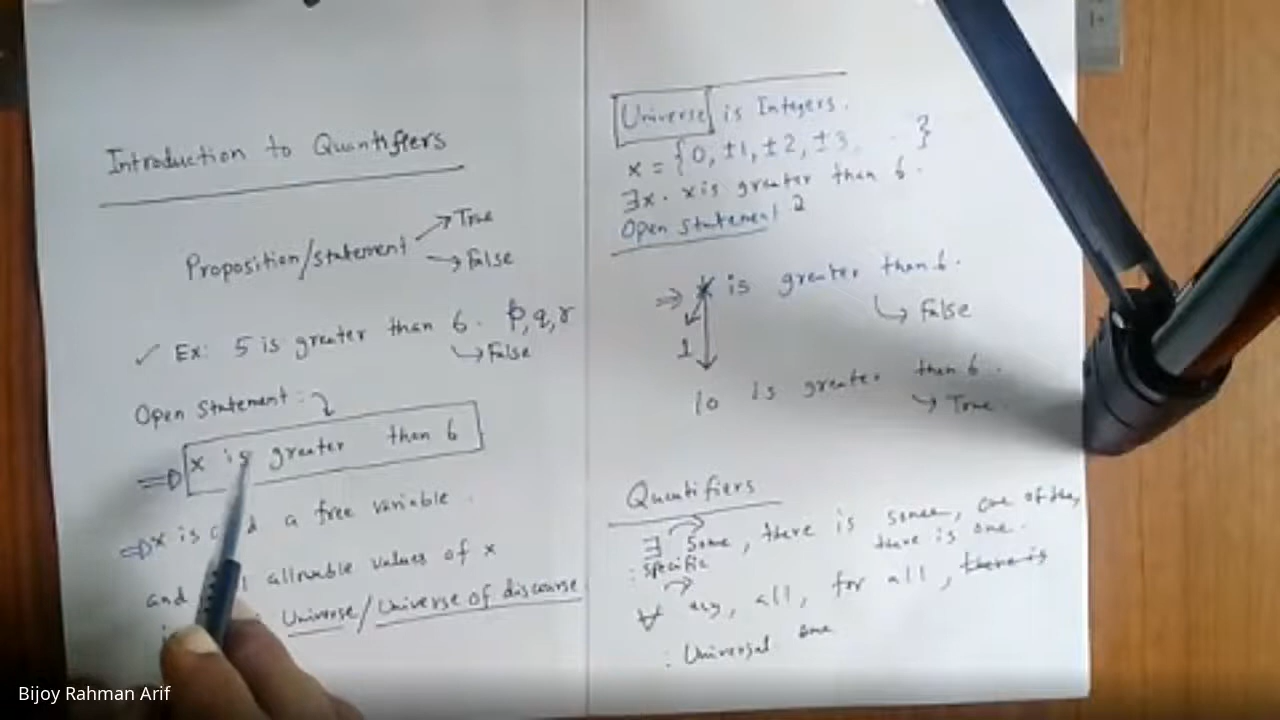 Introduction to Quantifiers
Proposition/statement
True
False
✓ Ex: 5 is greater than 6. p,q,r
False
Open Statement:
x is greater than 6
x is a free variable.
and allowable values of x
Universe/Universe of discourse
Universe is Integers.
x = {0, ±1, ±2, ±3, . . }
∃x. x is greater than 6.
Open Statement 2
⇒ x is greater than 6.
False
1
10 is greater than 6.
True
Quantifiers
∃ Some, there is some, one of the,
: Specific there is one.
∀ any, all, for all, there is
: Universal one
Bijoy Rahman Arif